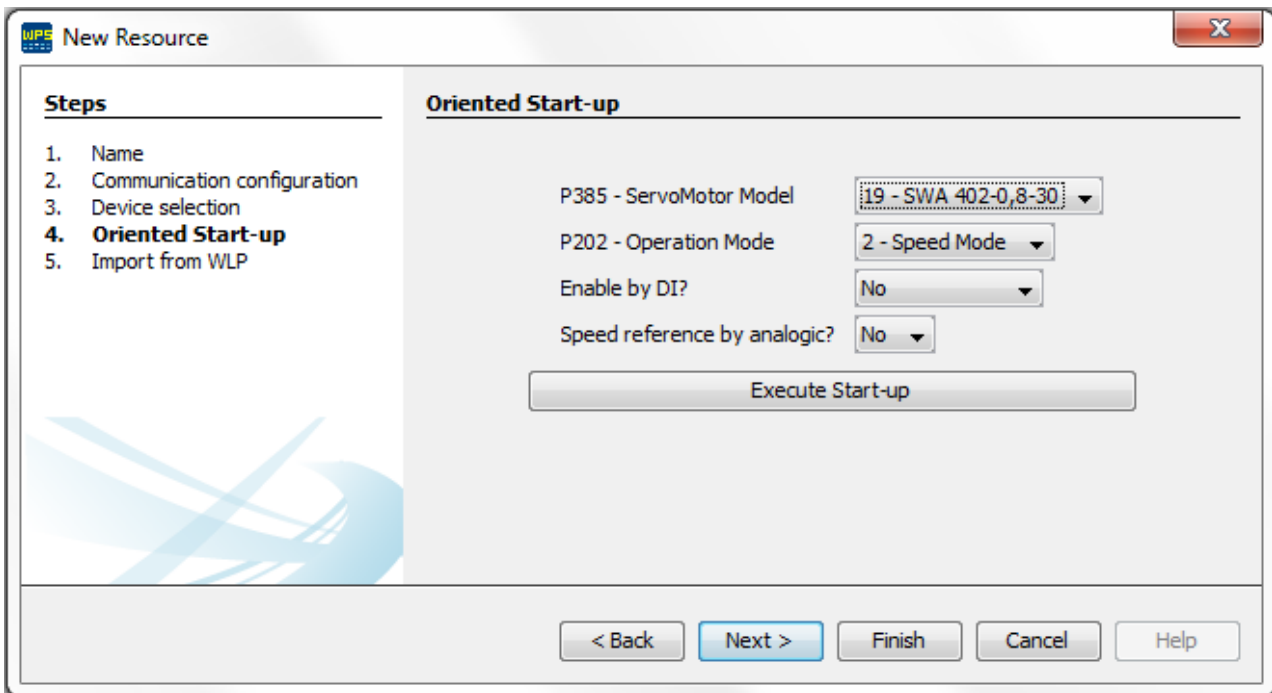 WPS New Resource
Steps
1. Name
2. Communication configuration
3. Device selection
4. Oriented Start-up
5. Import from WLP
Oriented Start-up
P385 - ServoMotor Model 19 - SWA 402-0,8-30
P202 - Operation Mode 2 - Speed Mode
Enable by DI? No
Speed reference by analogic? No
Execute Start-up
< Back Next > Finish Cancel Help